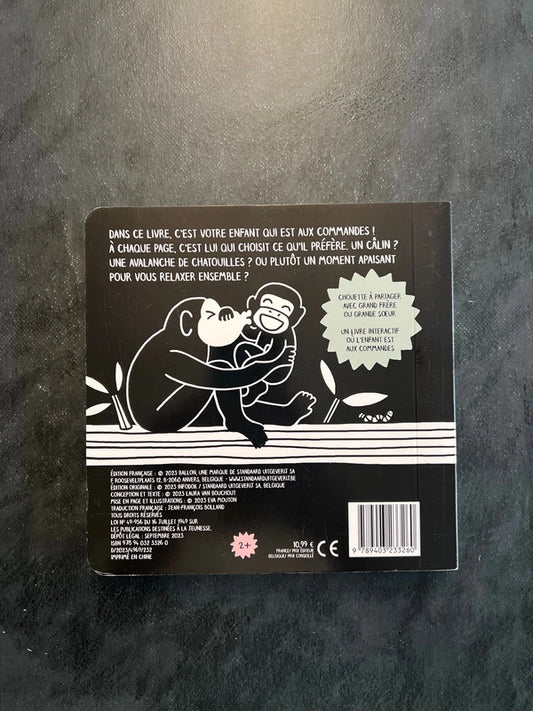 DANS CE LIVRE, C'EST VOTRE ENFANT QUI EST AUX COMMANDES !
À CHAQUE PAGE, C'EST LUI QUI CHOISIT CE QU'IL PRÉFÈRE. UN CÂLIN ?
UNE AVALANCHE DE CHATOUILLES ? OU PLUTÔT UN MOMENT APAISANT
POUR VOUS RELAXER ENSEMBLE ?
CHOUETTE À PARTAGER
AVEC GRAND FRÈRE
OU GRANDE SOEUR
UN LIVRE INTERACTIF
OÙ L'ENFANT EST
AUX COMMANDES
ÉDITION FRANÇAISE : © 2023 BALLON, UNE MARQUE DE STANDAARD UITGEVERIJ SA
F. ROOSEVELTPLAATS 12, B-2060 ANVERS, BELGIQUE - WWW.STANDAARDUITGEVERIJ.BE
ÉDITION ORIGINALE : © 2023 INFODOK / STANDAARD UITGEVERIJ SA, BELGIQUE
CONCEPTION ET TEXTE : © 2023 LAURA VAN BOUCHOUT
MISE EN PAGE ET ILLUSTRATIONS : © 2023 EVA MOUTON
TRADUCTION FRANÇAISE : JEAN-FRANÇOIS BOLLAND
TOUS DROITS RÉSERVÉS
LOI N° 49-956 DU 16 JUILLET 1949 SUR
LES PUBLICATIONS DESTINÉES À LA JEUNESSE.
DÉPÔT LÉGAL : SEPTEMBRE 2023
ISBN 978 94 032 3326 0
D/2023/4969/232
IMPRIMÉ EN CHINE
2+
10,99 €
FRANCE/ PRIX ÉDITEUR
BELGIQUE/ PRIX CONSEILLÉ
CE
9 789403 233260